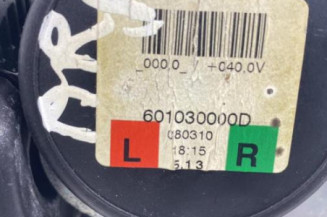 _000,0_ / +040,0V
601030000D
080310
L
18:15
R
5.13